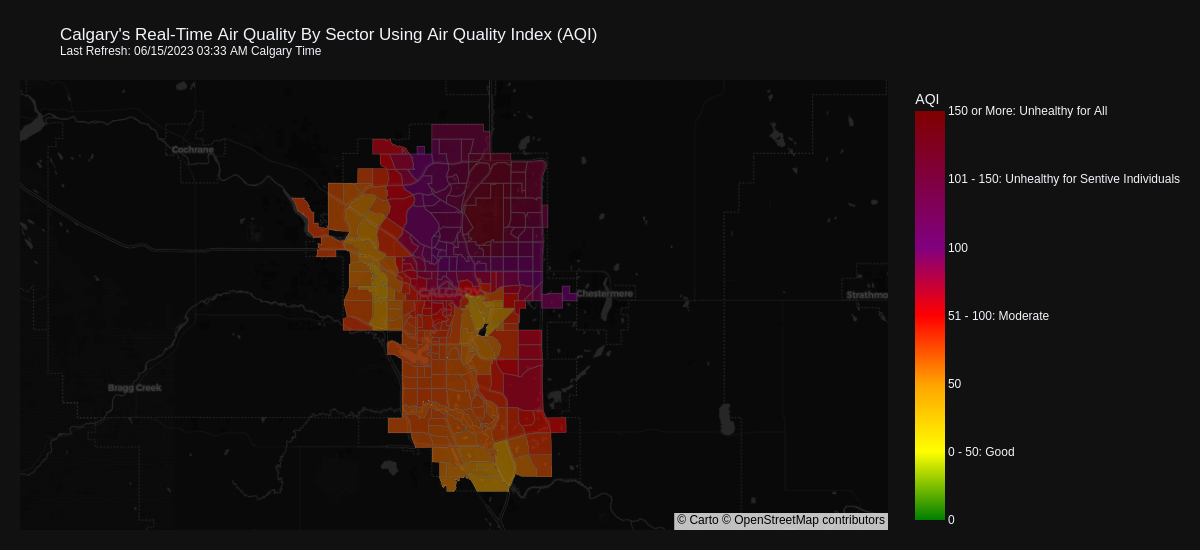 Calgary's Real-Time Air Quality By Sector Using Air Quality Index (AQI)
Last Refresh: 06/15/2023 03:33 AM Calgary Time
AQI
150 or More: Unhealthy for All
Cochrane
101 - 150: Unhealthy for Sentive Individuals
100
CALGARY
Chestermere
Strathmo
51 - 100: Moderate
Bragg Creek
50
0 - 50: Good
0
© Carto © OpenStreetMap contributors